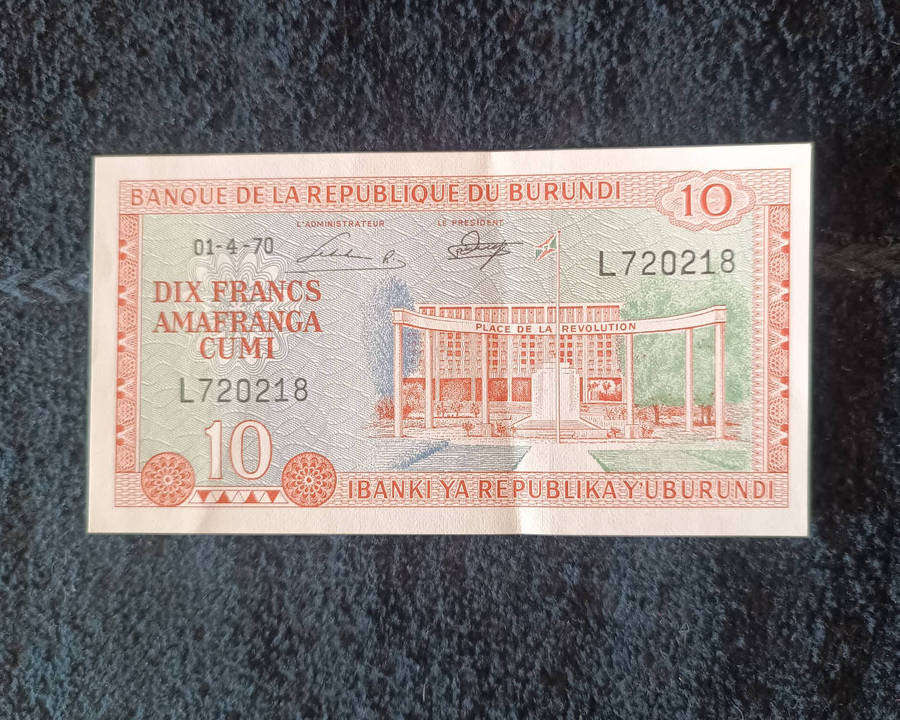 BANQUE DE LA REPUBLIQUE DU BURUNDI
10
L'ADMINISTRATEUR
LE PRESIDENT
01-4-70
L720218
DIX FRANCS
AMAFRANGA
CUMI
PLACE DE LA REVOLUTION
L720218
10
IBANKI YA REPUBLIKA Y'UBURUNDI